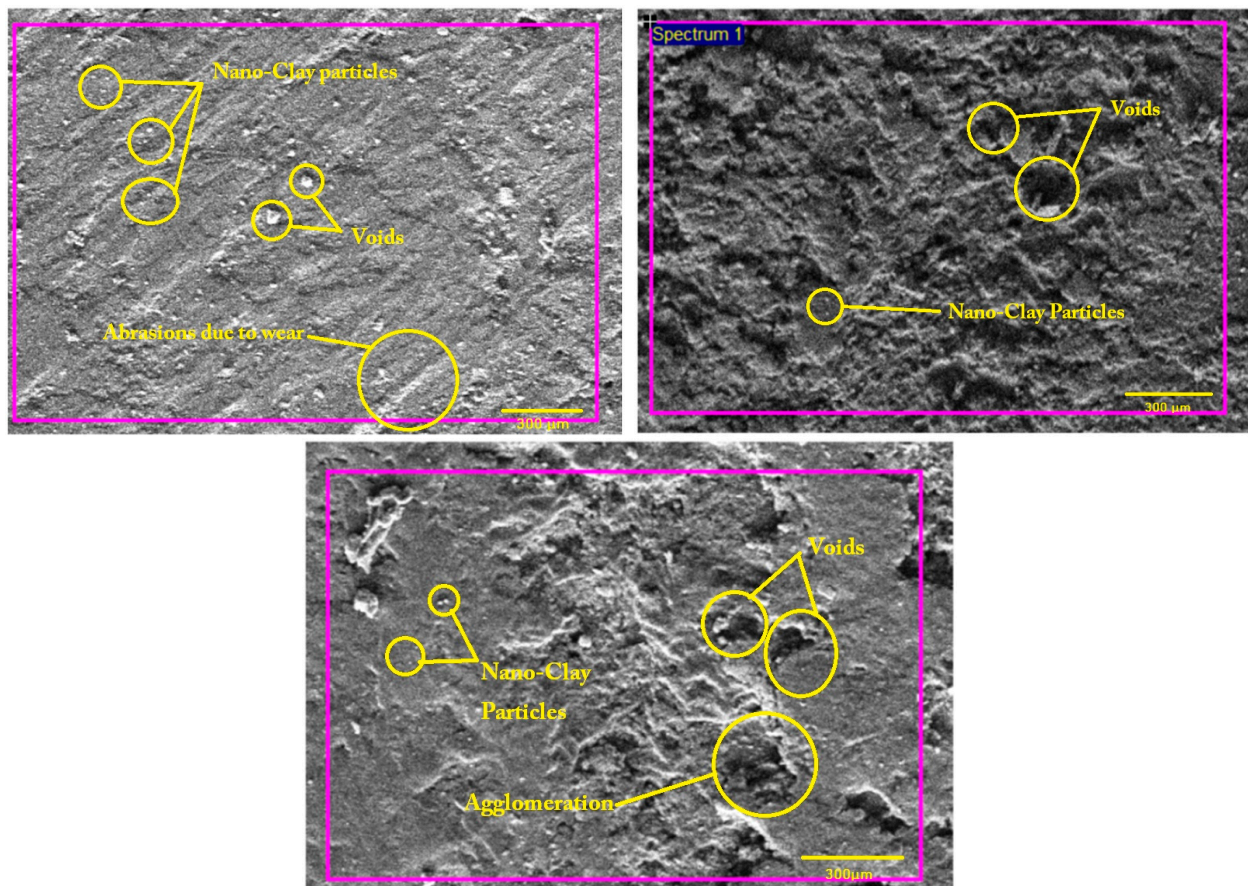 Nano-Clay particles
Voids
Abrasions due to wear
300 µm
Spectrum 1
Voids
Nano-Clay Particles
300 µm
Voids
Nano-Clay
Particles
Agglomeration
300µm